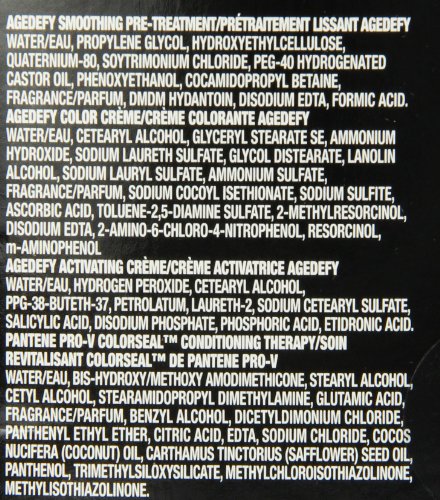 AGEDEFY SMOOTHING PRE-TREATMENT/PRÉTRAITEMENT LISSANT AGEDEFY
WATER/EAU, PROPYLENE GLYCOL, HYDROXYETHYLCELLULOSE,
QUATERNIUM-80, SOYTRIMONIUM CHLORIDE, PEG-40 HYDROGENATED
CASTOR OIL, PHENOXYETHANOL, COCAMIDOPROPYL BETAINE,
FRAGRANCE/PARFUM, DMDM HYDANTOIN, DISODIUM EDTA, FORMIC ACID.
AGEDEFY COLOR CRÈME/CRÈME COLORANTE AGEDEFY
WATER/EAU, CETEARYL ALCOHOL, GLYCERYL STEARATE SE, AMMONIUM
HYDROXIDE, SODIUM LAURETH SULFATE, GLYCOL DISTEARATE, LANOLIN
ALCOHOL, SODIUM LAURYL SULFATE, AMMONIUM SULFATE,
FRAGRANCE/PARFUM, SODIUM COCOYL ISETHIONATE, SODIUM SULFITE,
ASCORBIC ACID, TOLUENE-2,5-DIAMINE SULFATE, 2-METHYLRESORCINOL,
DISODIUM EDTA, 2-AMINO-6-CHLORO-4-NITROPHENOL, RESORCINOL,
m-AMINOPHENOL
AGEDEFY ACTIVATING CRÈME/CRÈME ACTIVATRICE AGEDEFY
WATER/EAU, HYDROGEN PEROXIDE, CETEARYL ALCOHOL,
PPG-38-BUTETH-37, PETROLATUM, LAURETH-2, SODIUM CETEARYL SULFATE,
SALICYLIC ACID, DISODIUM PHOSPHATE, PHOSPHORIC ACID, ETIDRONIC ACID.
PANTENE PRO-V COLORSEAL™ CONDITIONING THERAPY/SOIN
REVITALISANT COLORSEAL™ DE PANTENE PRO-V
WATER/EAU, BIS-HYDROXY/METHOXY AMODIMETHICONE, STEARYL ALCOHOL,
CETYL ALCOHOL, STEARAMIDOPROPYL DIMETHYLAMINE, GLUTAMIC ACID,
FRAGRANCE/PARFUM, BENZYL ALCOHOL, DICETYLDIMONIUM CHLORIDE,
PANTHENYL ETHYL ETHER, CITRIC ACID, EDTA, SODIUM CHLORIDE, COCOS
NUCIFERA (COCONUT) OIL, CARTHAMUS TINCTORIUS (SAFFLOWER) SEED OIL,
PANTHENOL, TRIMETHYLSILOXYSILICATE, METHYLCHLOROISOTHIAZOLINONE,
METHYLISOTHIAZOLINONE.